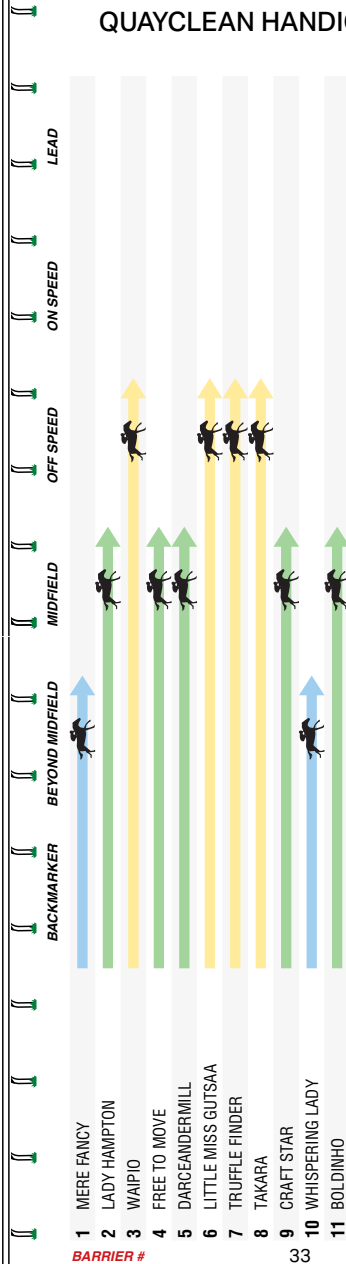 QUAYCLEAN HANDIC
LEAD
ON SPEED
OFF SPEED
MIDFIELD
BEYOND MIDFIELD
BACKMARKER
1 MERE FANCY
2 LADY HAMPTON
3 WAIPIO
4 FREE TO MOVE
5 DARCEANDERMILL
6 LITTLE MISS GUTSAA
7 TRUFFLE FINDER
8 TAKARA
9 CRAFT STAR
10 WHISPERING LADY
11 BOLDINHO
BARRIER #
33